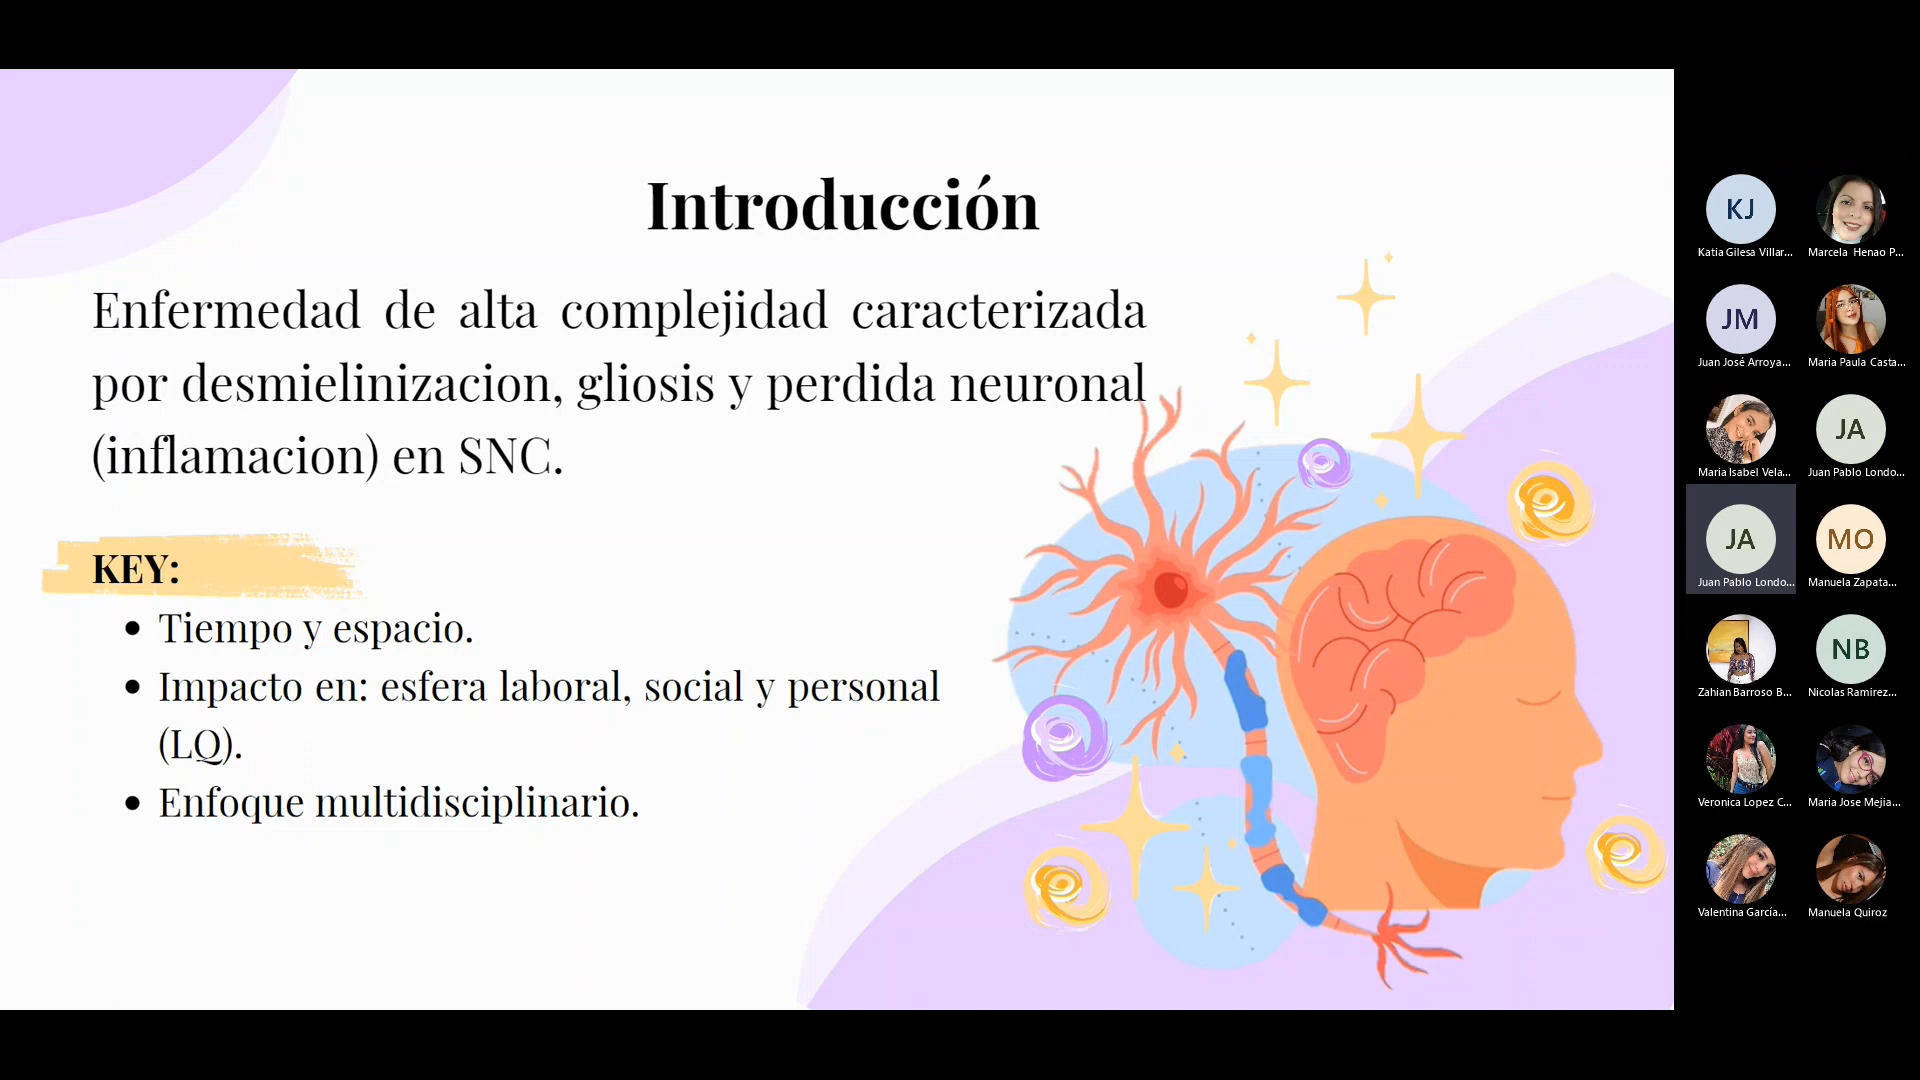 Introducción
Enfermedad de alta complejidad caracterizada
por desmielinizacion, gliosis y perdida neuronal
(inflamacion) en SNC.
KEY:
Tiempo y espacio.
Impacto en: esfera laboral, social y personal
(LQ).
Enfoque multidisciplinario.
KJ
Katia Gilesa Villar...
Marcela Henao P...
JM
Juan José Arroya...
Maria Paula Casta...
Maria Isabel Vela...
JA
Juan Pablo Londo...
JA
Juan Pablo Londo...
MO
Manuela Zapata...
Zahian Barroso B...
NB
Nicolas Ramirez...
Veronica Lopez C...
Maria Jose Mejia...
Valentina García...
Manuela Quiroz